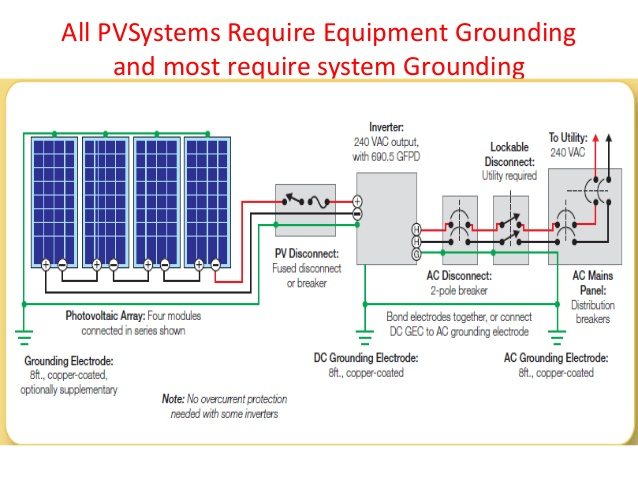 All PVSystems Require Equipment Grounding
and most require system Grounding
Inverter:
240 VAC output,
with 690.5 GFPD
Lockable
Disconnect:
Utility required
To Utility:
240 VAC
+
−
H
H
G
PV Disconnect:
Fused disconnect
or breaker
AC Disconnect:
2-pole breaker
AC Mains
Panel:
Distribution
breakers
+ − + − + − + −
Photovoltaic Array: Four modules
connected in series shown
Bond electrodes together, or connect
DC GEC to AC grounding electrode
Grounding Electrode:
8ft., copper-coated,
optionally supplementary
DC Grounding Electrode:
8ft., copper-coated
AC Grounding Electrode:
8ft., copper-coated
Note: No overcurrent protection
needed with some inverters